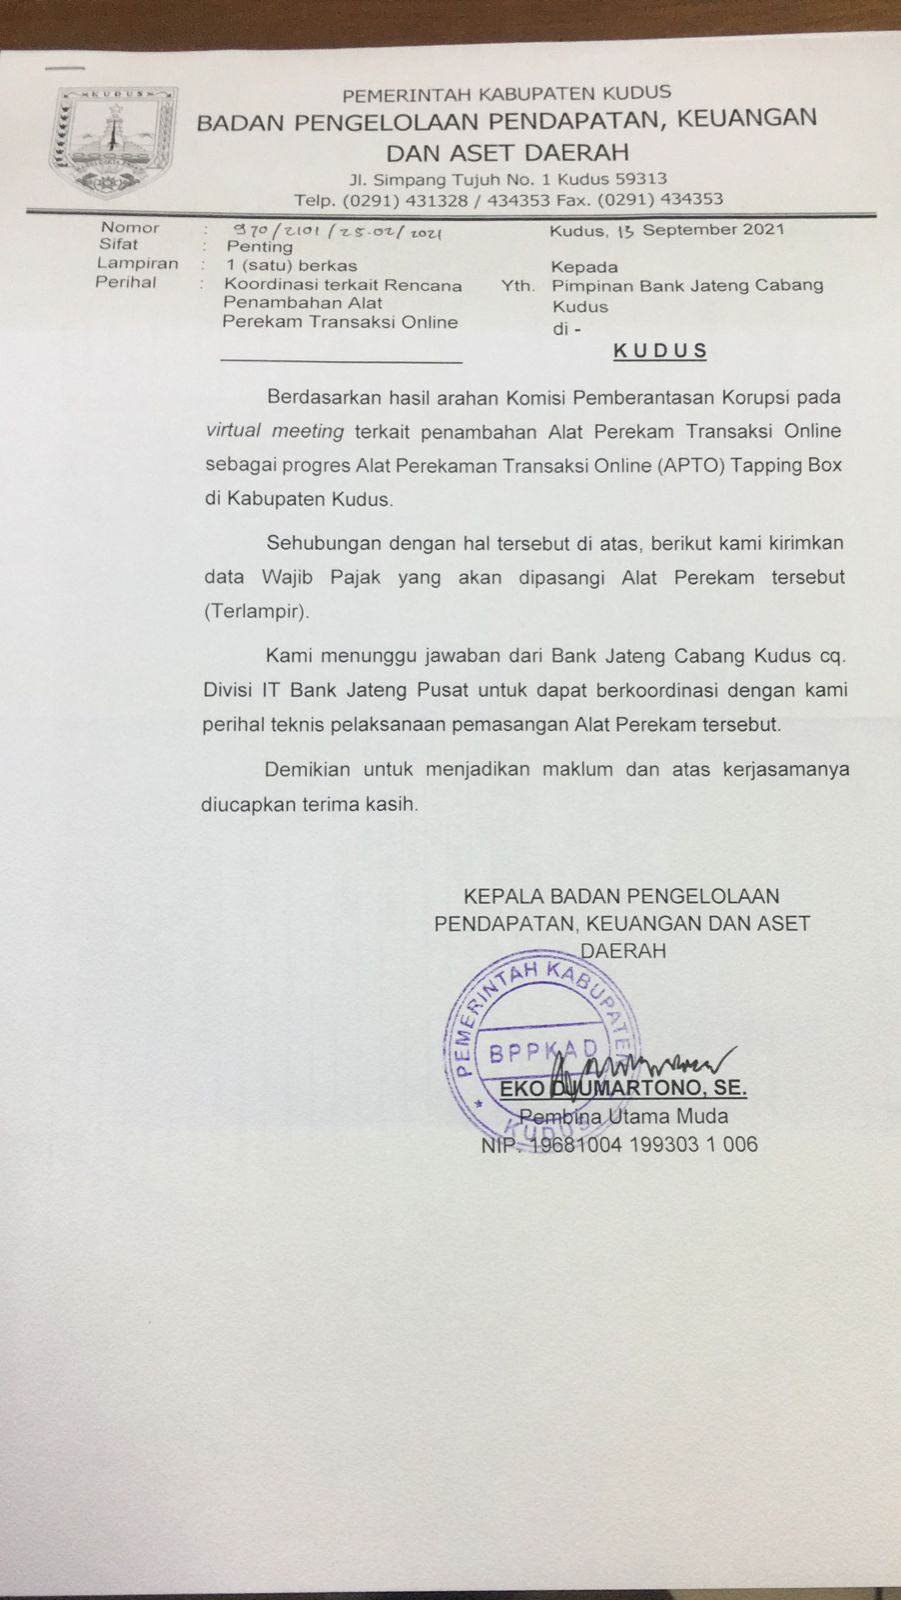 KUDUS
PEMERINTAH KABUPATEN KUDUS
BADAN PENGELOLAAN PENDAPATAN, KEUANGAN
DAN ASET DAERAH
Jl. Simpang Tujuh No. 1 Kudus 59313
Telp. (0291) 431328 / 434353 Fax. (0291) 434353
Nomor : 970/2101/25.02/2021
Sifat : Penting
Lampiran : 1 (satu) berkas
Perihal : Koordinasi terkait Rencana
Penambahan Alat
Perekam Transaksi Online
Kudus, 13 September 2021
Kepada
Yth. Pimpinan Bank Jateng Cabang
Kudus
di -
KUDUS
Berdasarkan hasil arahan Komisi Pemberantasan Korupsi pada
virtual meeting terkait penambahan Alat Perekam Transaksi Online
sebagai progres Alat Perekaman Transaksi Online (APTO) Tapping Box
di Kabupaten Kudus.
Sehubungan dengan hal tersebut di atas, berikut kami kirimkan
data Wajib Pajak yang akan dipasangi Alat Perekam tersebut
(Terlampir).
Kami menunggu jawaban dari Bank Jateng Cabang Kudus cq.
Divisi IT Bank Jateng Pusat untuk dapat berkoordinasi dengan kami
perihal teknis pelaksanaan pemasangan Alat Perekam tersebut.
Demikian untuk menjadikan maklum dan atas kerjasamanya
diucapkan terima kasih.
KEPALA BADAN PENGELOLAAN
PENDAPATAN, KEUANGAN DAN ASET
DAERAH
PEMERINTAH KABUPATEN
BPPKAD
KUDUS
EKO DJUMARTONO, SE.
Pembina Utama Muda
NIP. 19681004 199303 1 006